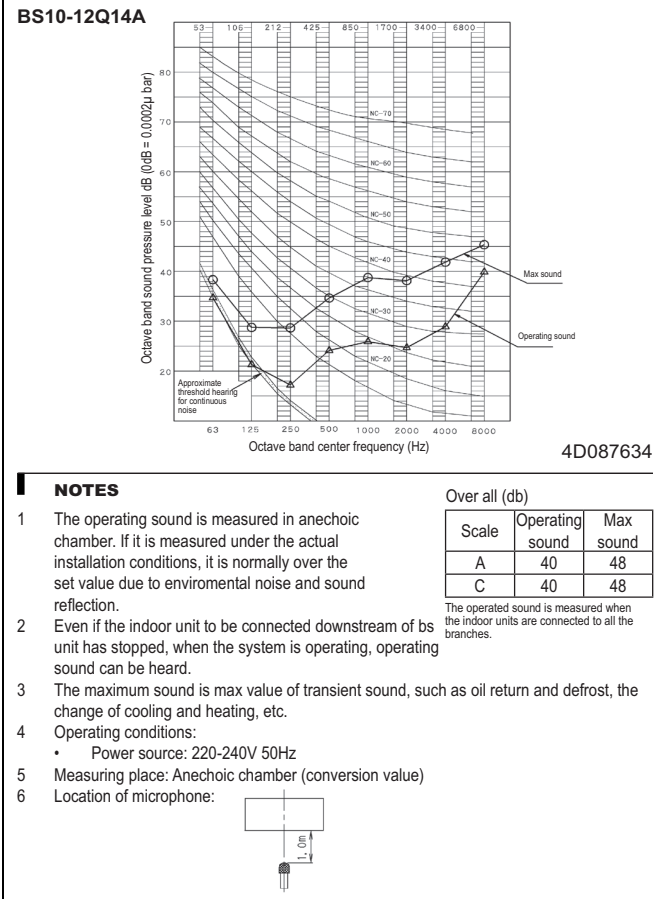 BS10-12Q14A
53 106 212 425 850 1700 3400 6800
Octave band sound pressure level dB (0dB = 0.0002µ bar)
80
70
60
50
40
30
20
NC-70
NC-60
NC-50
NC-40
NC-30
NC-20
Max sound
Operating sound
Approximate
threshold hearing
for continuous
noise
63 125 250 500 1000 2000 4000 8000
Octave band center frequency (Hz)
4D087634
NOTES
1 The operating sound is measured in anechoic
chamber. If it is measured under the actual
installation conditions, it is normally over the
set value due to enviromental noise and sound
reflection.
2 Even if the indoor unit to be connected downstream of bs
unit has stopped, when the system is operating, operating
sound can be heard.
3 The maximum sound is max value of transient sound, such as oil return and defrost, the
change of cooling and heating, etc.
4 Operating conditions:
• Power source: 220-240V 50Hz
5 Measuring place: Anechoic chamber (conversion value)
6 Location of microphone:
1.0m
Over all (db)
Scale Operating sound Max sound
A 40 48
C 40 48
The operated sound is measured when
the indoor units are connected to all the
branches.